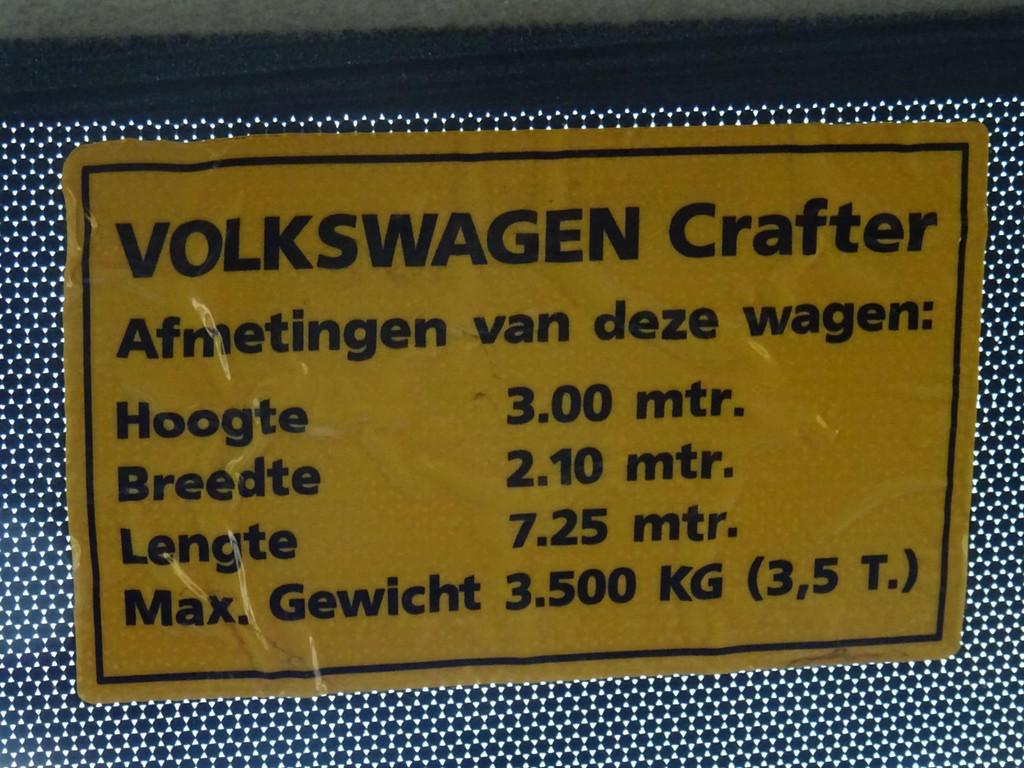 VOLKSWAGEN Crafter
Afmetingen van deze wagen:
Hoogte 3.00 mtr.
Breedte 2.10 mtr.
Lengte 7.25 mtr.
Max. Gewicht 3.500 KG (3,5 T.)